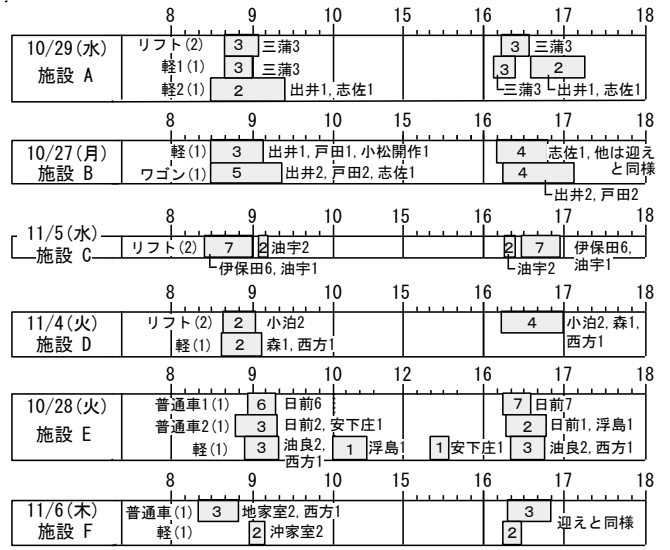 8 9 10 15 16 17 18
10/29(水)
施設 A
リフト(2) 3 三蒲3 3 三蒲3
軽1(1) 3 三蒲3 3 2
軽2(1) 2 出井1, 志佐1 三蒲3 出井1, 志佐1
8 9 10 15 16 17 18
10/27(月)
施設 B
軽(1) 3 出井1, 戸田1, 小松開作1 4 志佐1, 他は迎え
と同様
ワゴン(1) 5 出井2, 戸田2, 志佐1 4
出井2, 戸田2
8 9 10 15 16 17 18
11/5(水)
施設 C
リフト(2) 7 2 油宇2 2 7 伊保田6,
油宇1
伊保田6, 油宇1 油宇2
8 9 10 15 16 17 18
11/4(火)
施設 D
リフト(2) 2 小泊2 4 小泊2, 森1,
西方1
軽(1) 2 森1, 西方1
8 9 10 12 15 16 17 18
10/28(火)
施設 E
普通車1(1) 6 日前6 7 日前7
普通車2(1) 3 日前2, 安下庄1 2 日前1, 浮島1
軽(1) 3 油良2,
西方1 1 浮島1 1 安下庄1 3 油良2, 西方1
8 9 10 15 16 17 18
11/6(木)
施設 F
普通車(1) 3 地家室2, 西方1 3 迎えと同様
軽(1) 2 沖家室2 2